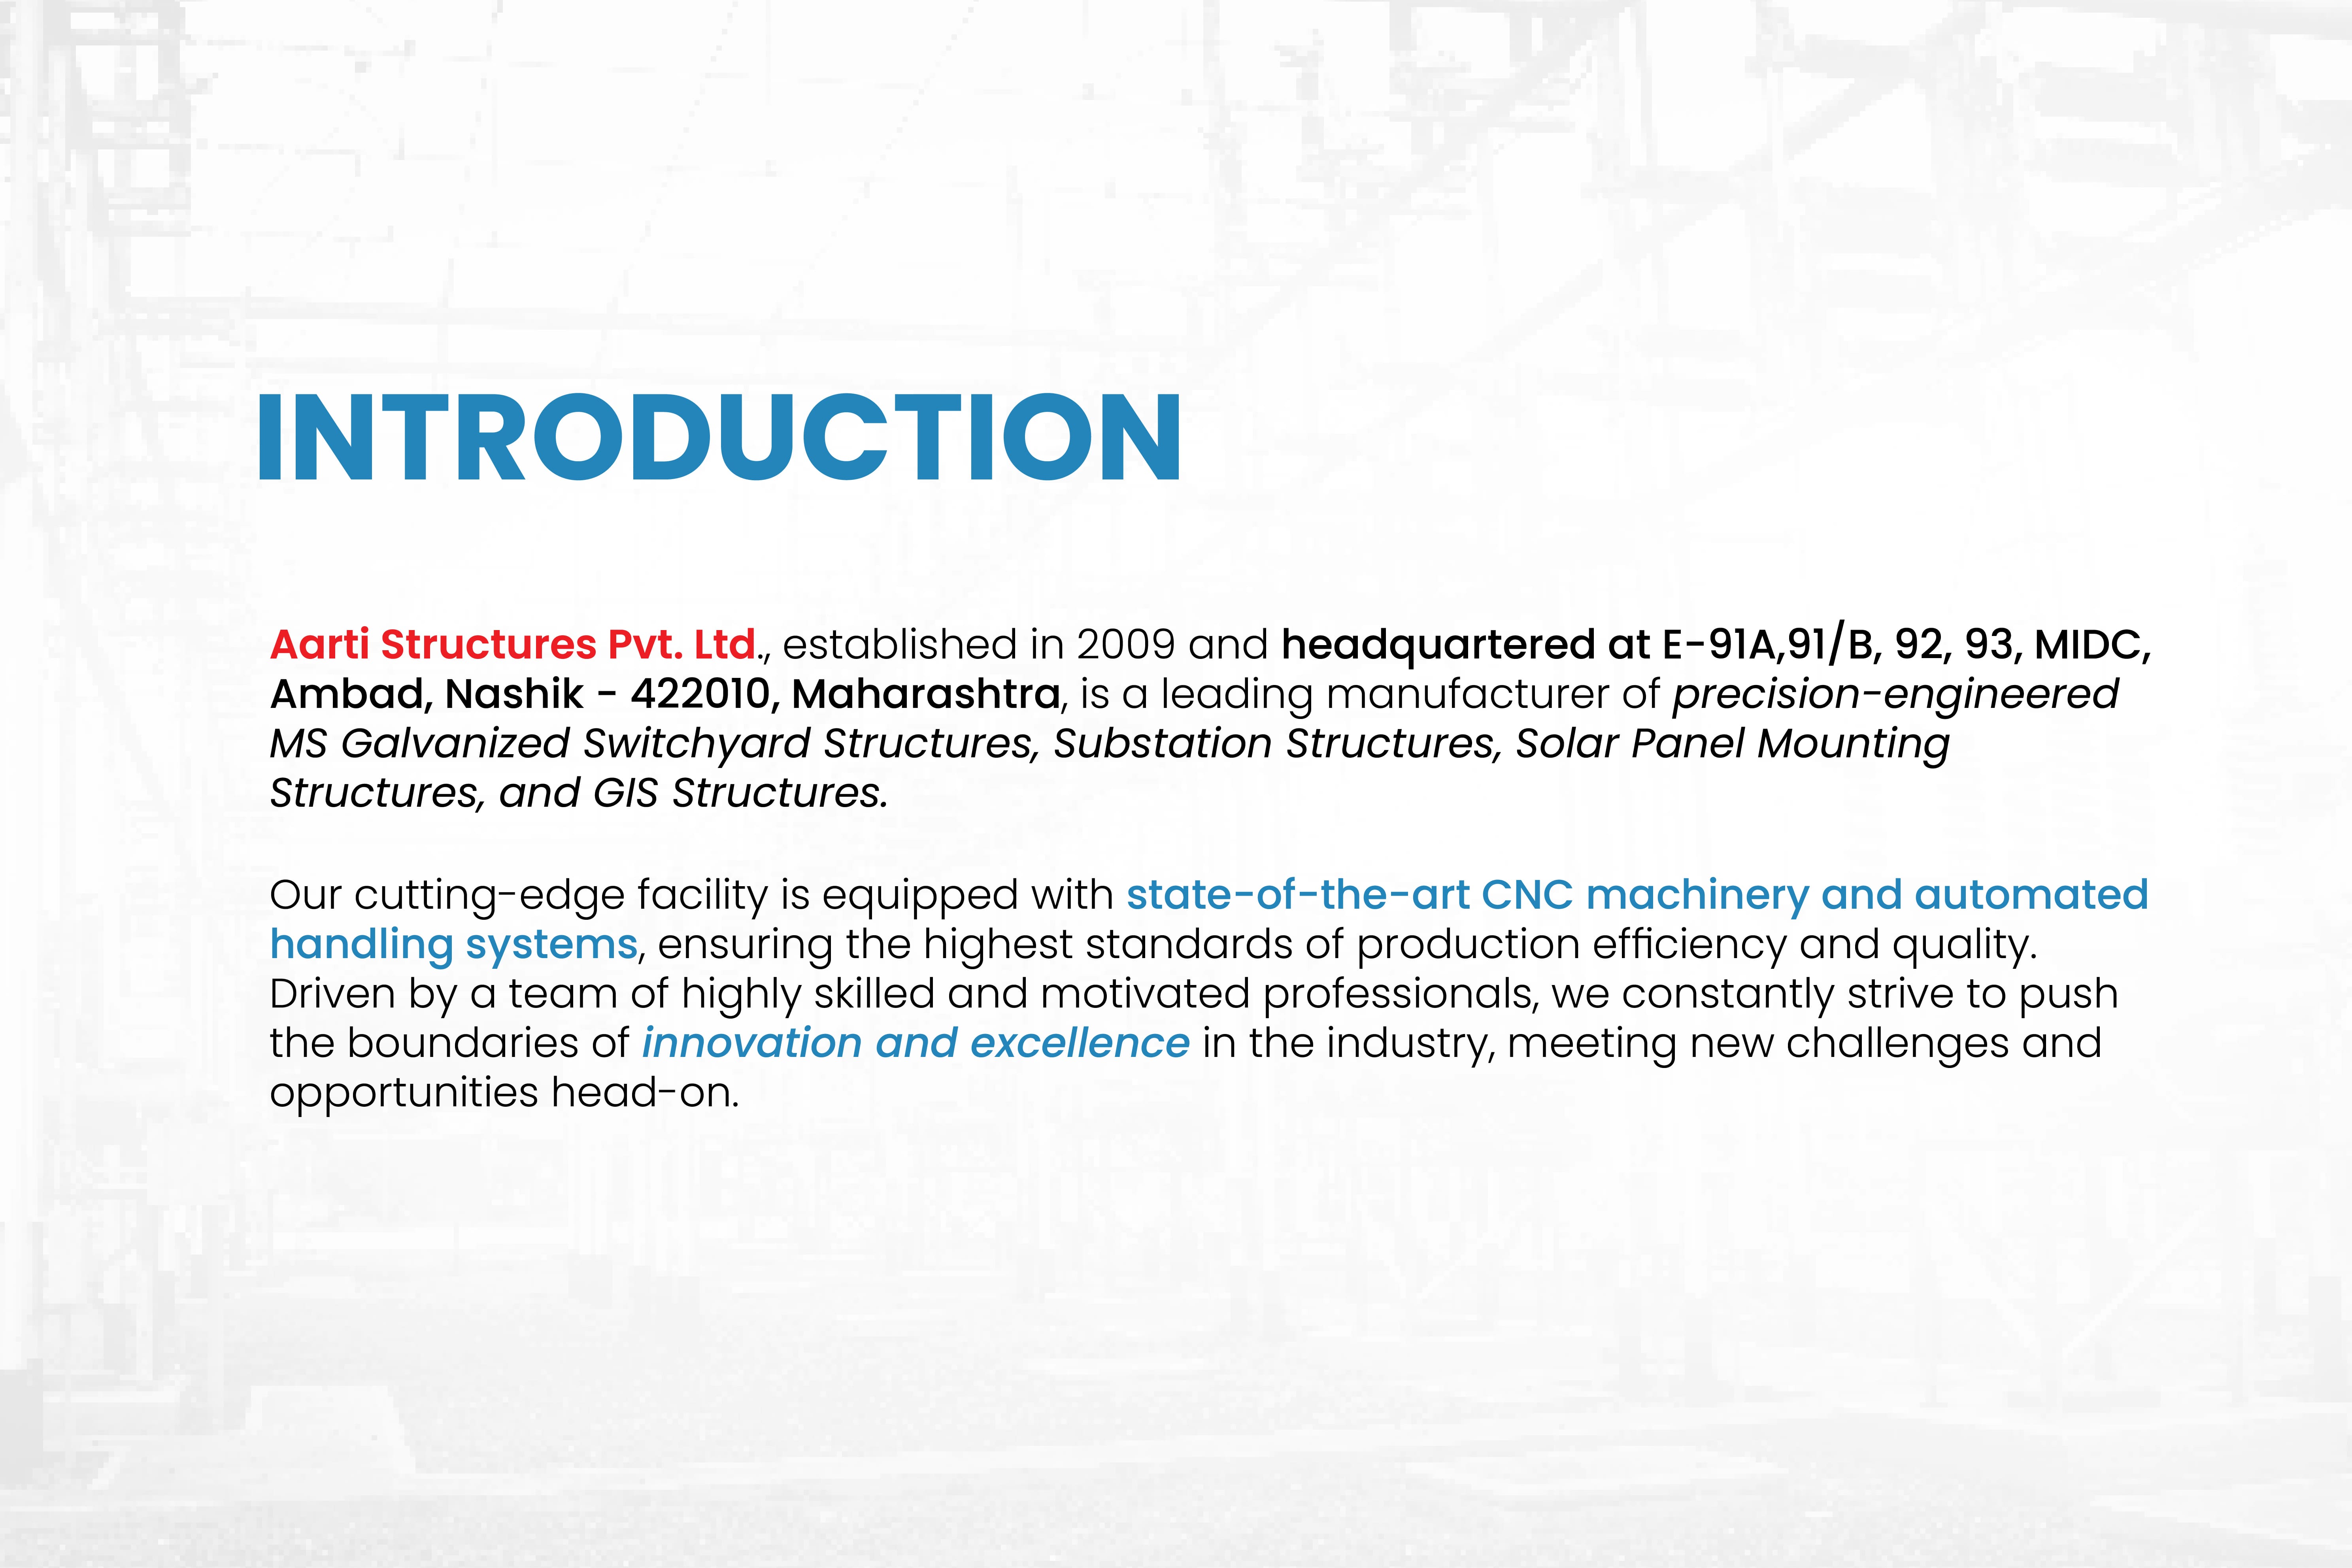 INTRODUCTION
Aarti Structures Pvt. Ltd., established in 2009 and headquartered at E-91A,91/B, 92, 93, MIDC,
Ambad, Nashik - 422010, Maharashtra, is a leading manufacturer of precision-engineered
MS Galvanized Switchyard Structures, Substation Structures, Solar Panel Mounting
Structures, and GIS Structures.
Our cutting-edge facility is equipped with state-of-the-art CNC machinery and automated
handling systems, ensuring the highest standards of production efficiency and quality.
Driven by a team of highly skilled and motivated professionals, we constantly strive to push
the boundaries of innovation and excellence in the industry, meeting new challenges and
opportunities head-on.